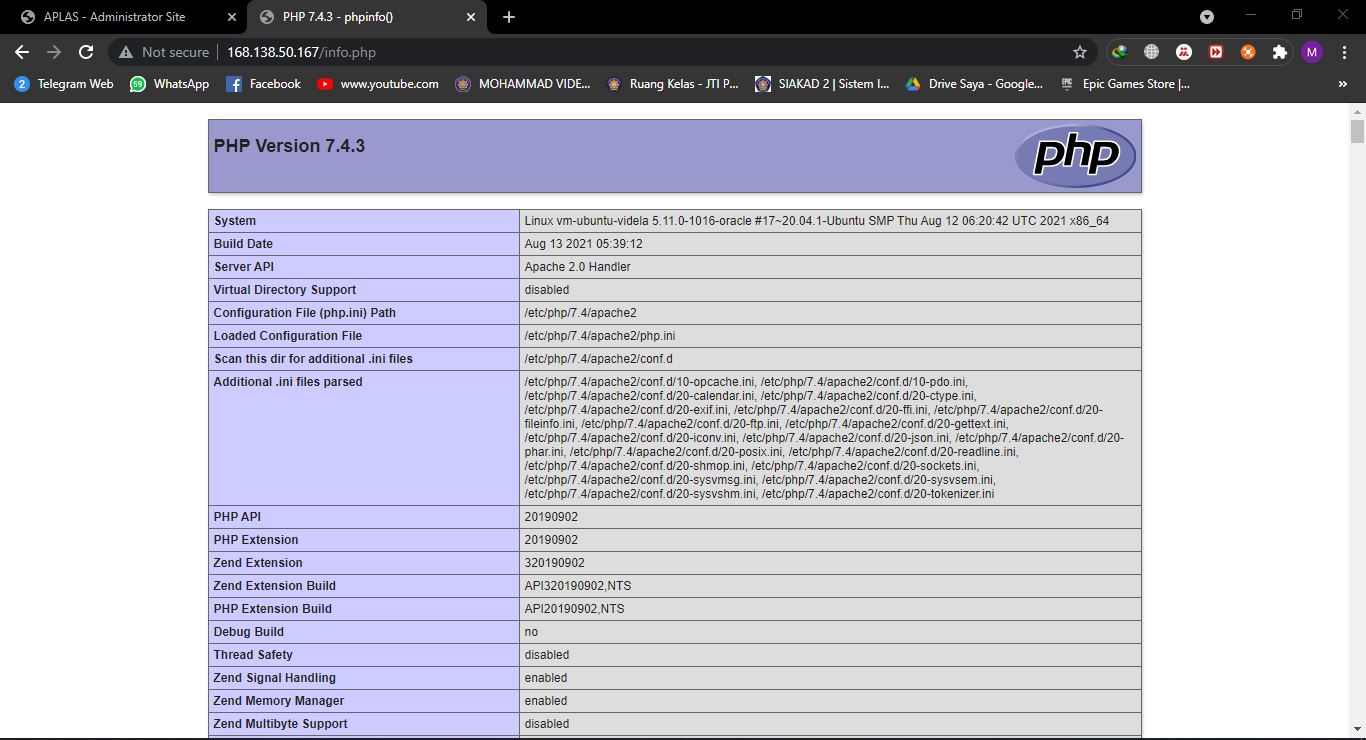 APLAS - Administrator Site
PHP 7.4.3 - phpinfo()
Not secure 168.138.50.167/info.php
M
2 Telegram Web 59 WhatsApp Facebook www.youtube.com MOHAMMAD VIDE... Ruang Kelas - JTI P... SIAKAD 2 | Sistem I... Drive Saya - Google... EPIC Epic Games Store |... »
PHP Version 7.4.3
php
System Linux vm-ubuntu-videla 5.11.0-1016-oracle #17~20.04.1-Ubuntu SMP Thu Aug 12 06:20:42 UTC 2021 x86_64
Build Date Aug 13 2021 05:39:12
Server API Apache 2.0 Handler
Virtual Directory Support disabled
Configuration File (php.ini) Path /etc/php/7.4/apache2
Loaded Configuration File /etc/php/7.4/apache2/php.ini
Scan this dir for additional .ini files /etc/php/7.4/apache2/conf.d
Additional .ini files parsed /etc/php/7.4/apache2/conf.d/10-opcache.ini, /etc/php/7.4/apache2/conf.d/10-pdo.ini,
/etc/php/7.4/apache2/conf.d/20-calendar.ini, /etc/php/7.4/apache2/conf.d/20-ctype.ini,
/etc/php/7.4/apache2/conf.d/20-exif.ini, /etc/php/7.4/apache2/conf.d/20-ffi.ini, /etc/php/7.4/apache2/conf.d/20-
fileinfo.ini, /etc/php/7.4/apache2/conf.d/20-ftp.ini, /etc/php/7.4/apache2/conf.d/20-gettext.ini,
/etc/php/7.4/apache2/conf.d/20-iconv.ini, /etc/php/7.4/apache2/conf.d/20-json.ini, /etc/php/7.4/apache2/conf.d/20-
phar.ini, /etc/php/7.4/apache2/conf.d/20-posix.ini, /etc/php/7.4/apache2/conf.d/20-readline.ini,
/etc/php/7.4/apache2/conf.d/20-shmop.ini, /etc/php/7.4/apache2/conf.d/20-sockets.ini,
/etc/php/7.4/apache2/conf.d/20-sysvmsg.ini, /etc/php/7.4/apache2/conf.d/20-sysvsem.ini,
/etc/php/7.4/apache2/conf.d/20-sysvshm.ini, /etc/php/7.4/apache2/conf.d/20-tokenizer.ini
PHP API 20190902
PHP Extension 20190902
Zend Extension 320190902
Zend Extension Build API320190902,NTS
PHP Extension Build API20190902,NTS
Debug Build no
Thread Safety disabled
Zend Signal Handling enabled
Zend Memory Manager enabled
Zend Multibyte Support disabled